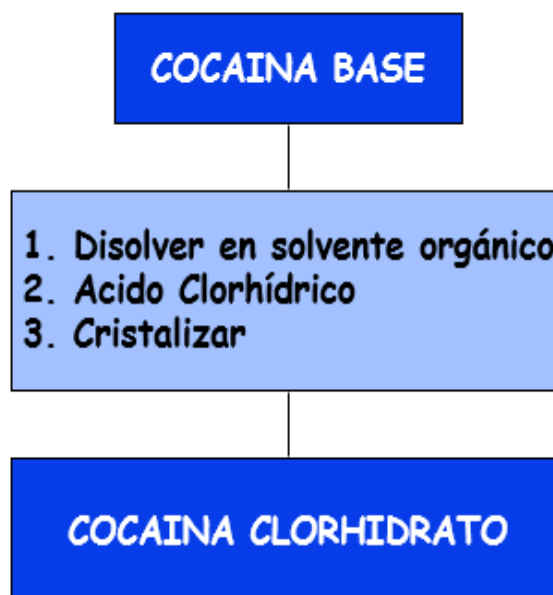 COCAINA BASE
1. Disolver en solvente orgánico
2. Acido Clorhídrico
3. Cristalizar
COCAINA CLORHIDRATO